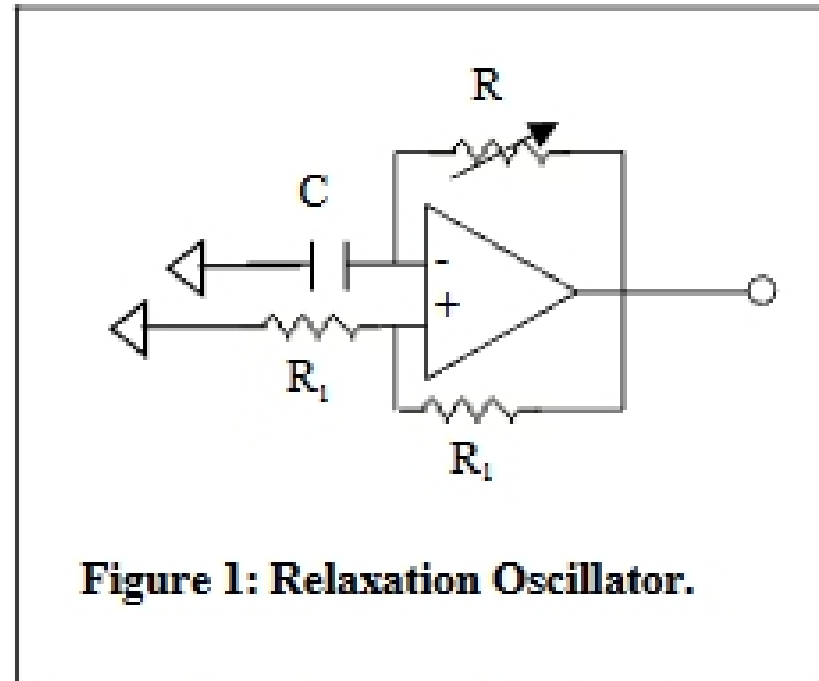 R
C
-
+
R₁
R₁
Figure 1: Relaxation Oscillator.